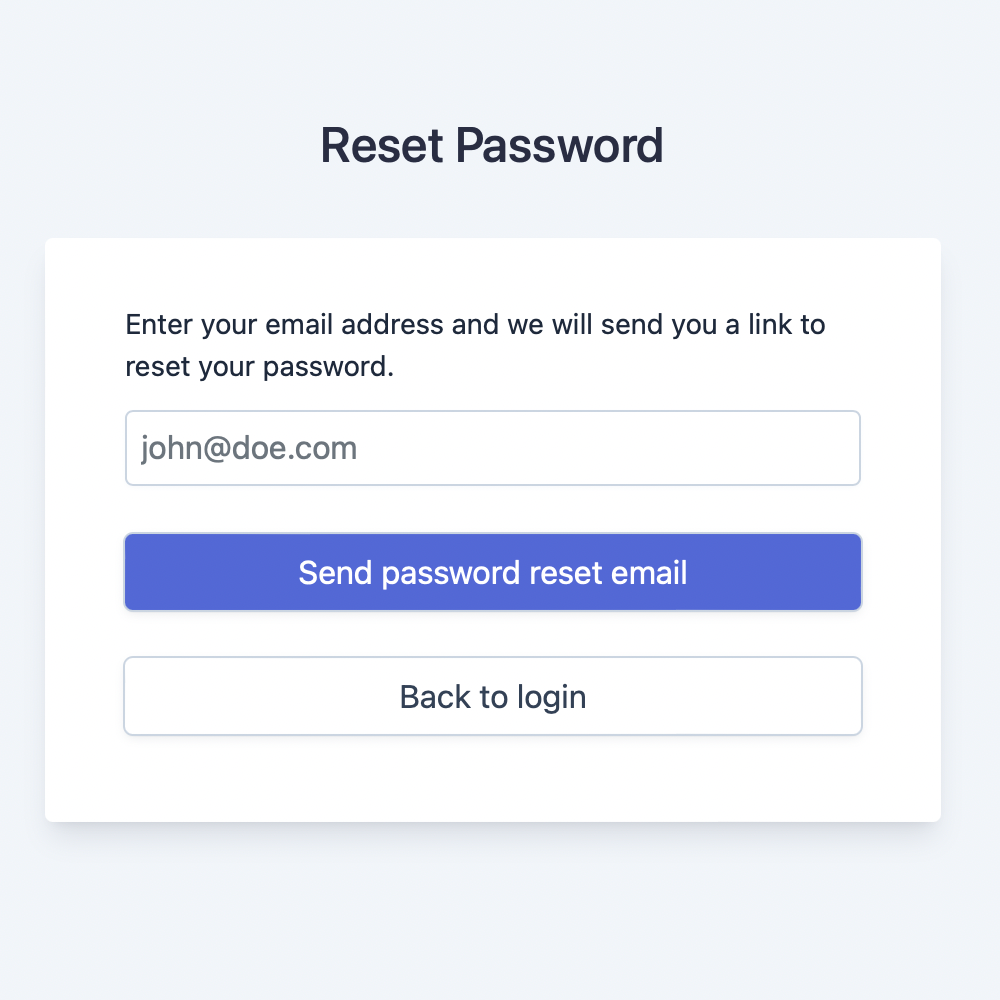 Reset Password
Enter your email address and we will send you a link to
reset your password.
john@doe.com
Send password reset email
Back to login